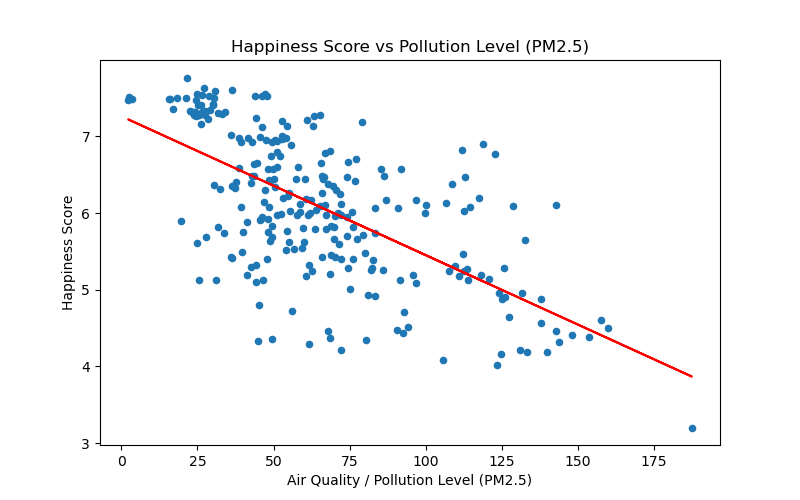 Happiness Score vs Pollution Level (PM2.5)
7
6
5
4
3
Happiness Score
0 25 50 75 100 125 150 175
Air Quality / Pollution Level (PM2.5)